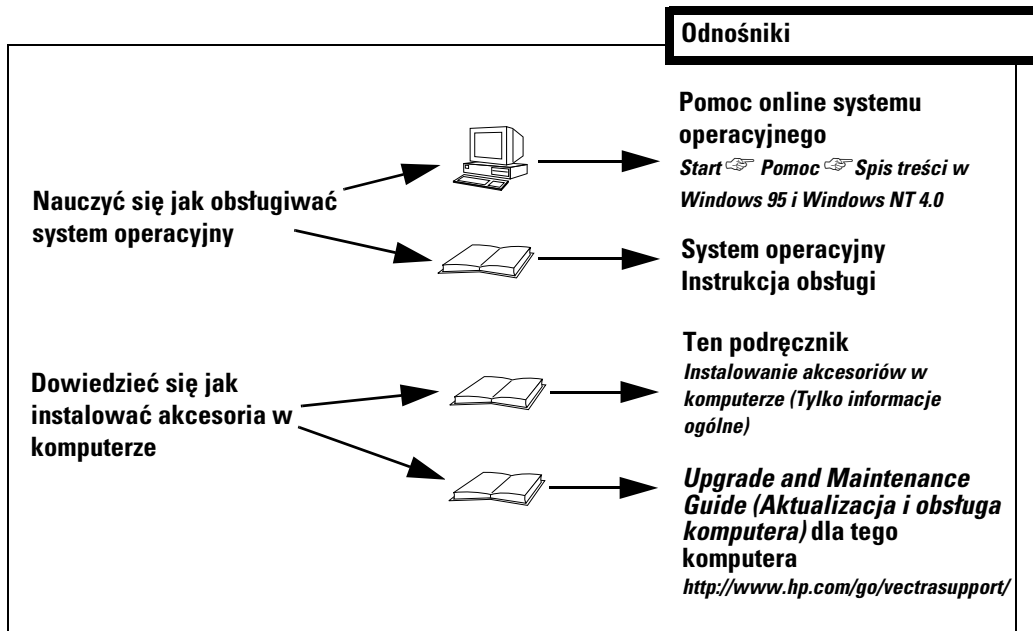 Odnośniki
Nauczyć się jak obsługiwać
system operacyjny
Pomoc online systemu
operacyjnego
Start ☞ Pomoc ☞ Spis treści w
Windows 95 i Windows NT 4.0
System operacyjny
Instrukcja obsługi
Dowiedzieć się jak
instalować akcesoria w
komputerze
Ten podręcznik
Instalowanie akcesoriów w
komputerze (Tylko informacje
ogólne)
Upgrade and Maintenance
Guide (Aktualizacja i obsługa
komputera) dla tego
komputera
http://www.hp.com/go/vectrasupport/